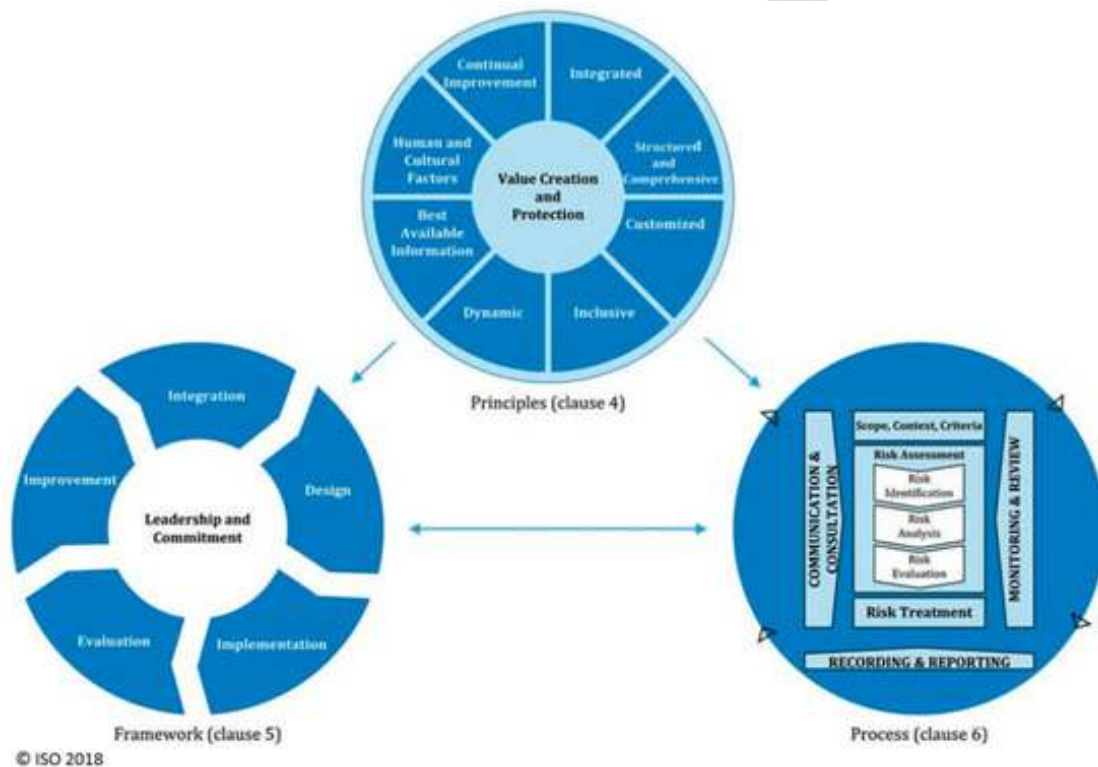 Continual
Improvement
Integrated
Human and
Cultural
Factors
Structured
and
Comprehensive
Value Creation
and
Protection
Best
Available
Information
Customized
Dynamic
Inclusive
Principles (clause 4)
Integration
Improvement
Design
Leadership and
Commitment
Evaluation
Implementation
Framework (clause 5)
Scope, Context, Criteria
Risk Assessment
Risk
Identification
Risk
Analysis
Risk
Evaluation
Risk Treatment
COMMUNICATION &
CONSULTATION
MONITORING & REVIEW
RECORDING & REPORTING
Process (clause 6)
© ISO 2018